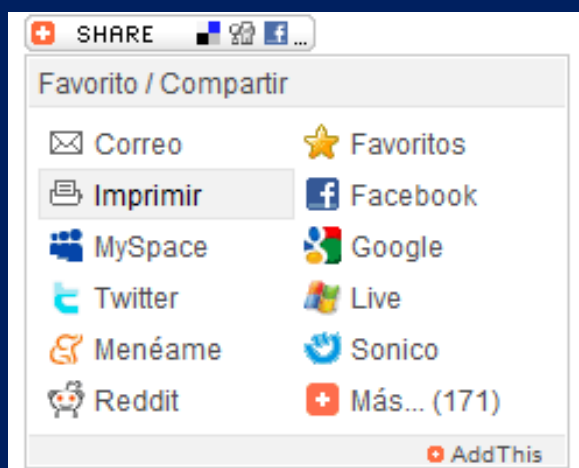 SHARE ...
Favorito / Compartir
Correo Favoritos
Imprimir Facebook
MySpace Google
Twitter Live
Menéame Sonico
Reddit Más... (171)
AddThis